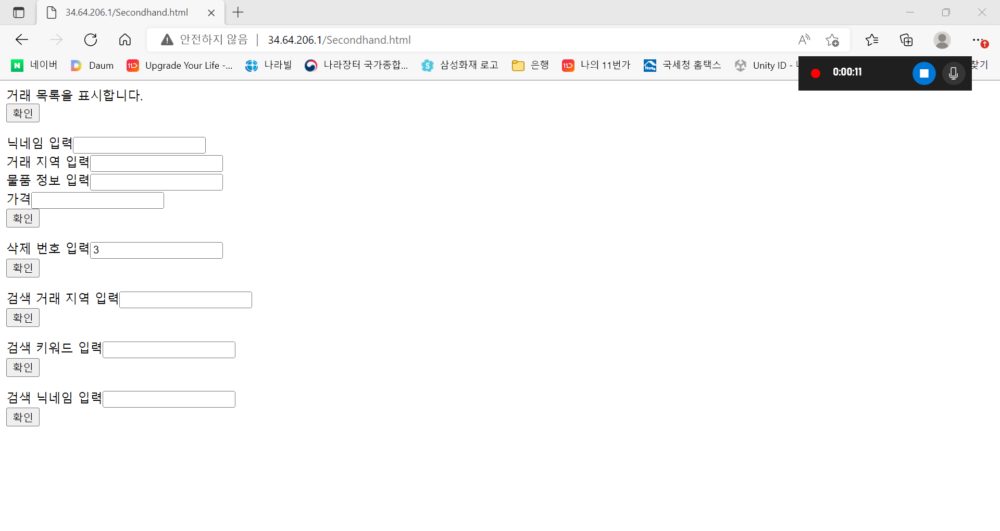 34.64.206.1/Secondhand.html
안전하지 않음 | 34.64.206.1/Secondhand.html
네이버 Daum Upgrade Your Life -... 나라빌 나라장터 국가종합... 삼성화재 로고 은행 나의 11번가 국세청 홈택스 Unity ID - 찾기
0:00:11
거래 목록을 표시합니다.
확인
닉네임 입력
거래 지역 입력
물품 정보 입력
가격
확인
삭제 번호 입력 3
확인
검색 거래 지역 입력
확인
검색 키워드 입력
확인
검색 닉네임 입력
확인